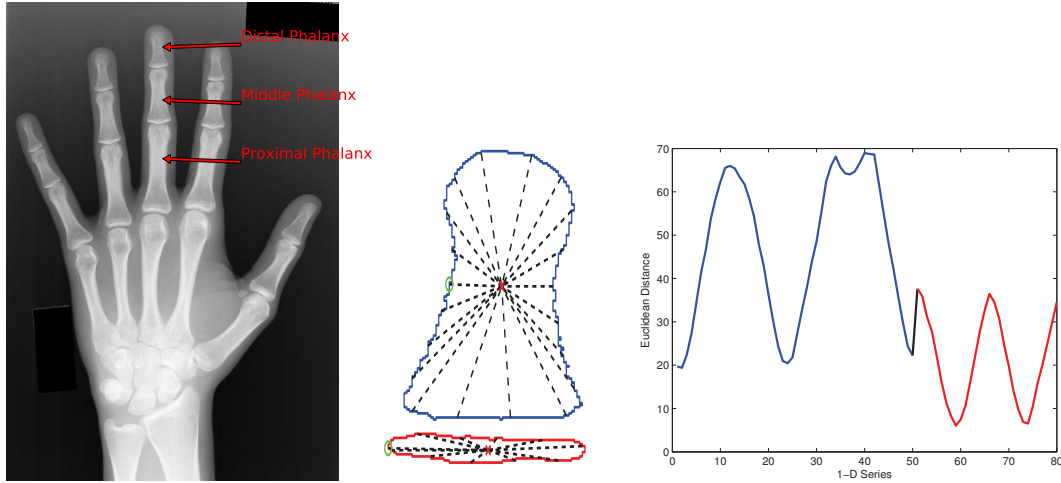 Distal Phalanx
Middle Phalanx
Proximal Phalanx
Euclidean Distance
70
60
50
40
30
20
10
0
0 10 20 30 40 50 60 70 80
1−D Series